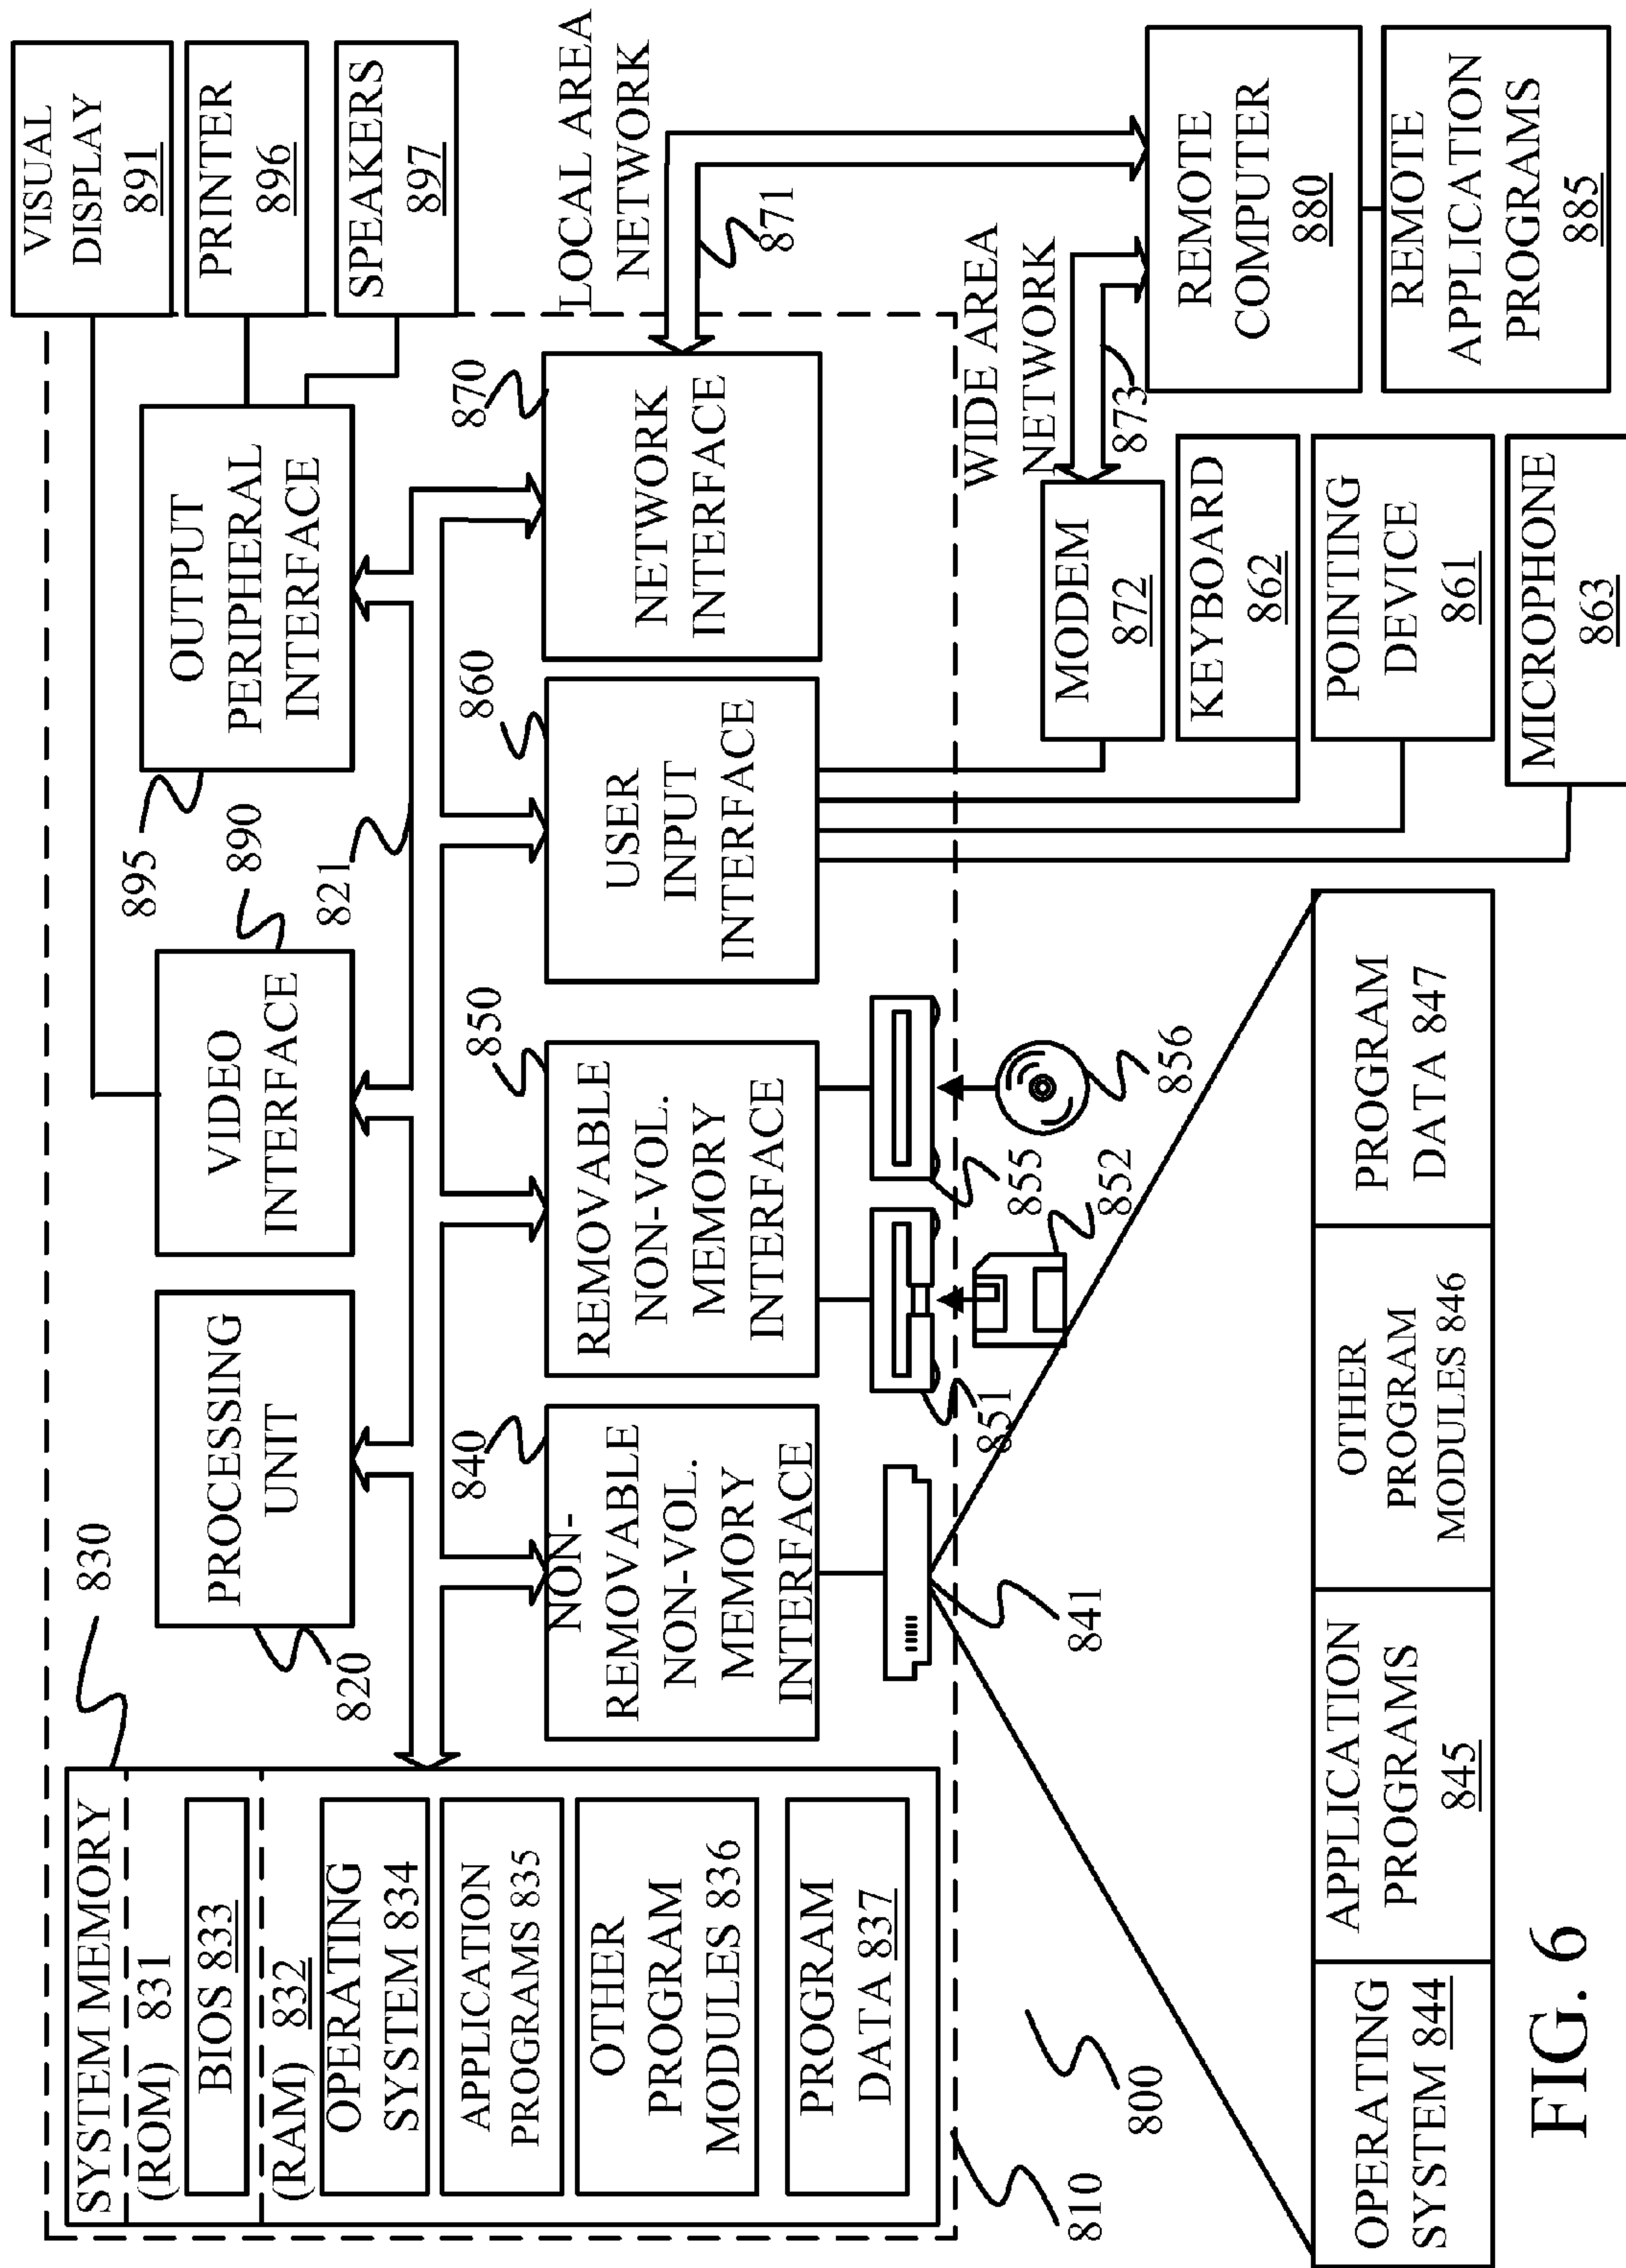 SYSTEM MEMORY
(ROM) 831
BIOS 833
(RAM) 832
OPERATING
SYSTEM 834
APPLICATION
PROGRAMS 835
OTHER
PROGRAM
MODULES 836
PROGRAM
DATA 837
830
820
PROCESSING
UNIT
VIDEO
INTERFACE
890
821
895
OUTPUT
PERIPHERAL
INTERFACE
VISUAL
DISPLAY
891
PRINTER
896
SPEAKERS
897
840
NON-
REMOVABLE
NON-VOL.
MEMORY
INTERFACE
850
REMOVABLE
NON-VOL.
MEMORY
INTERFACE
860
USER
INPUT
INTERFACE
870
NETWORK
INTERFACE
LOCAL AREA
NETWORK
871
841
851
852
855
856
WIDE AREA
NETWORK
873
MODEM
872
KEYBOARD
862
POINTING
DEVICE
861
MICROPHONE
863
REMOTE
COMPUTER
880
REMOTE
APPLICATION
PROGRAMS
885
810
800
OPERATING
SYSTEM 844
APPLICATION
PROGRAMS
845
OTHER
PROGRAM
MODULES 846
PROGRAM
DATA 847
FIG. 6